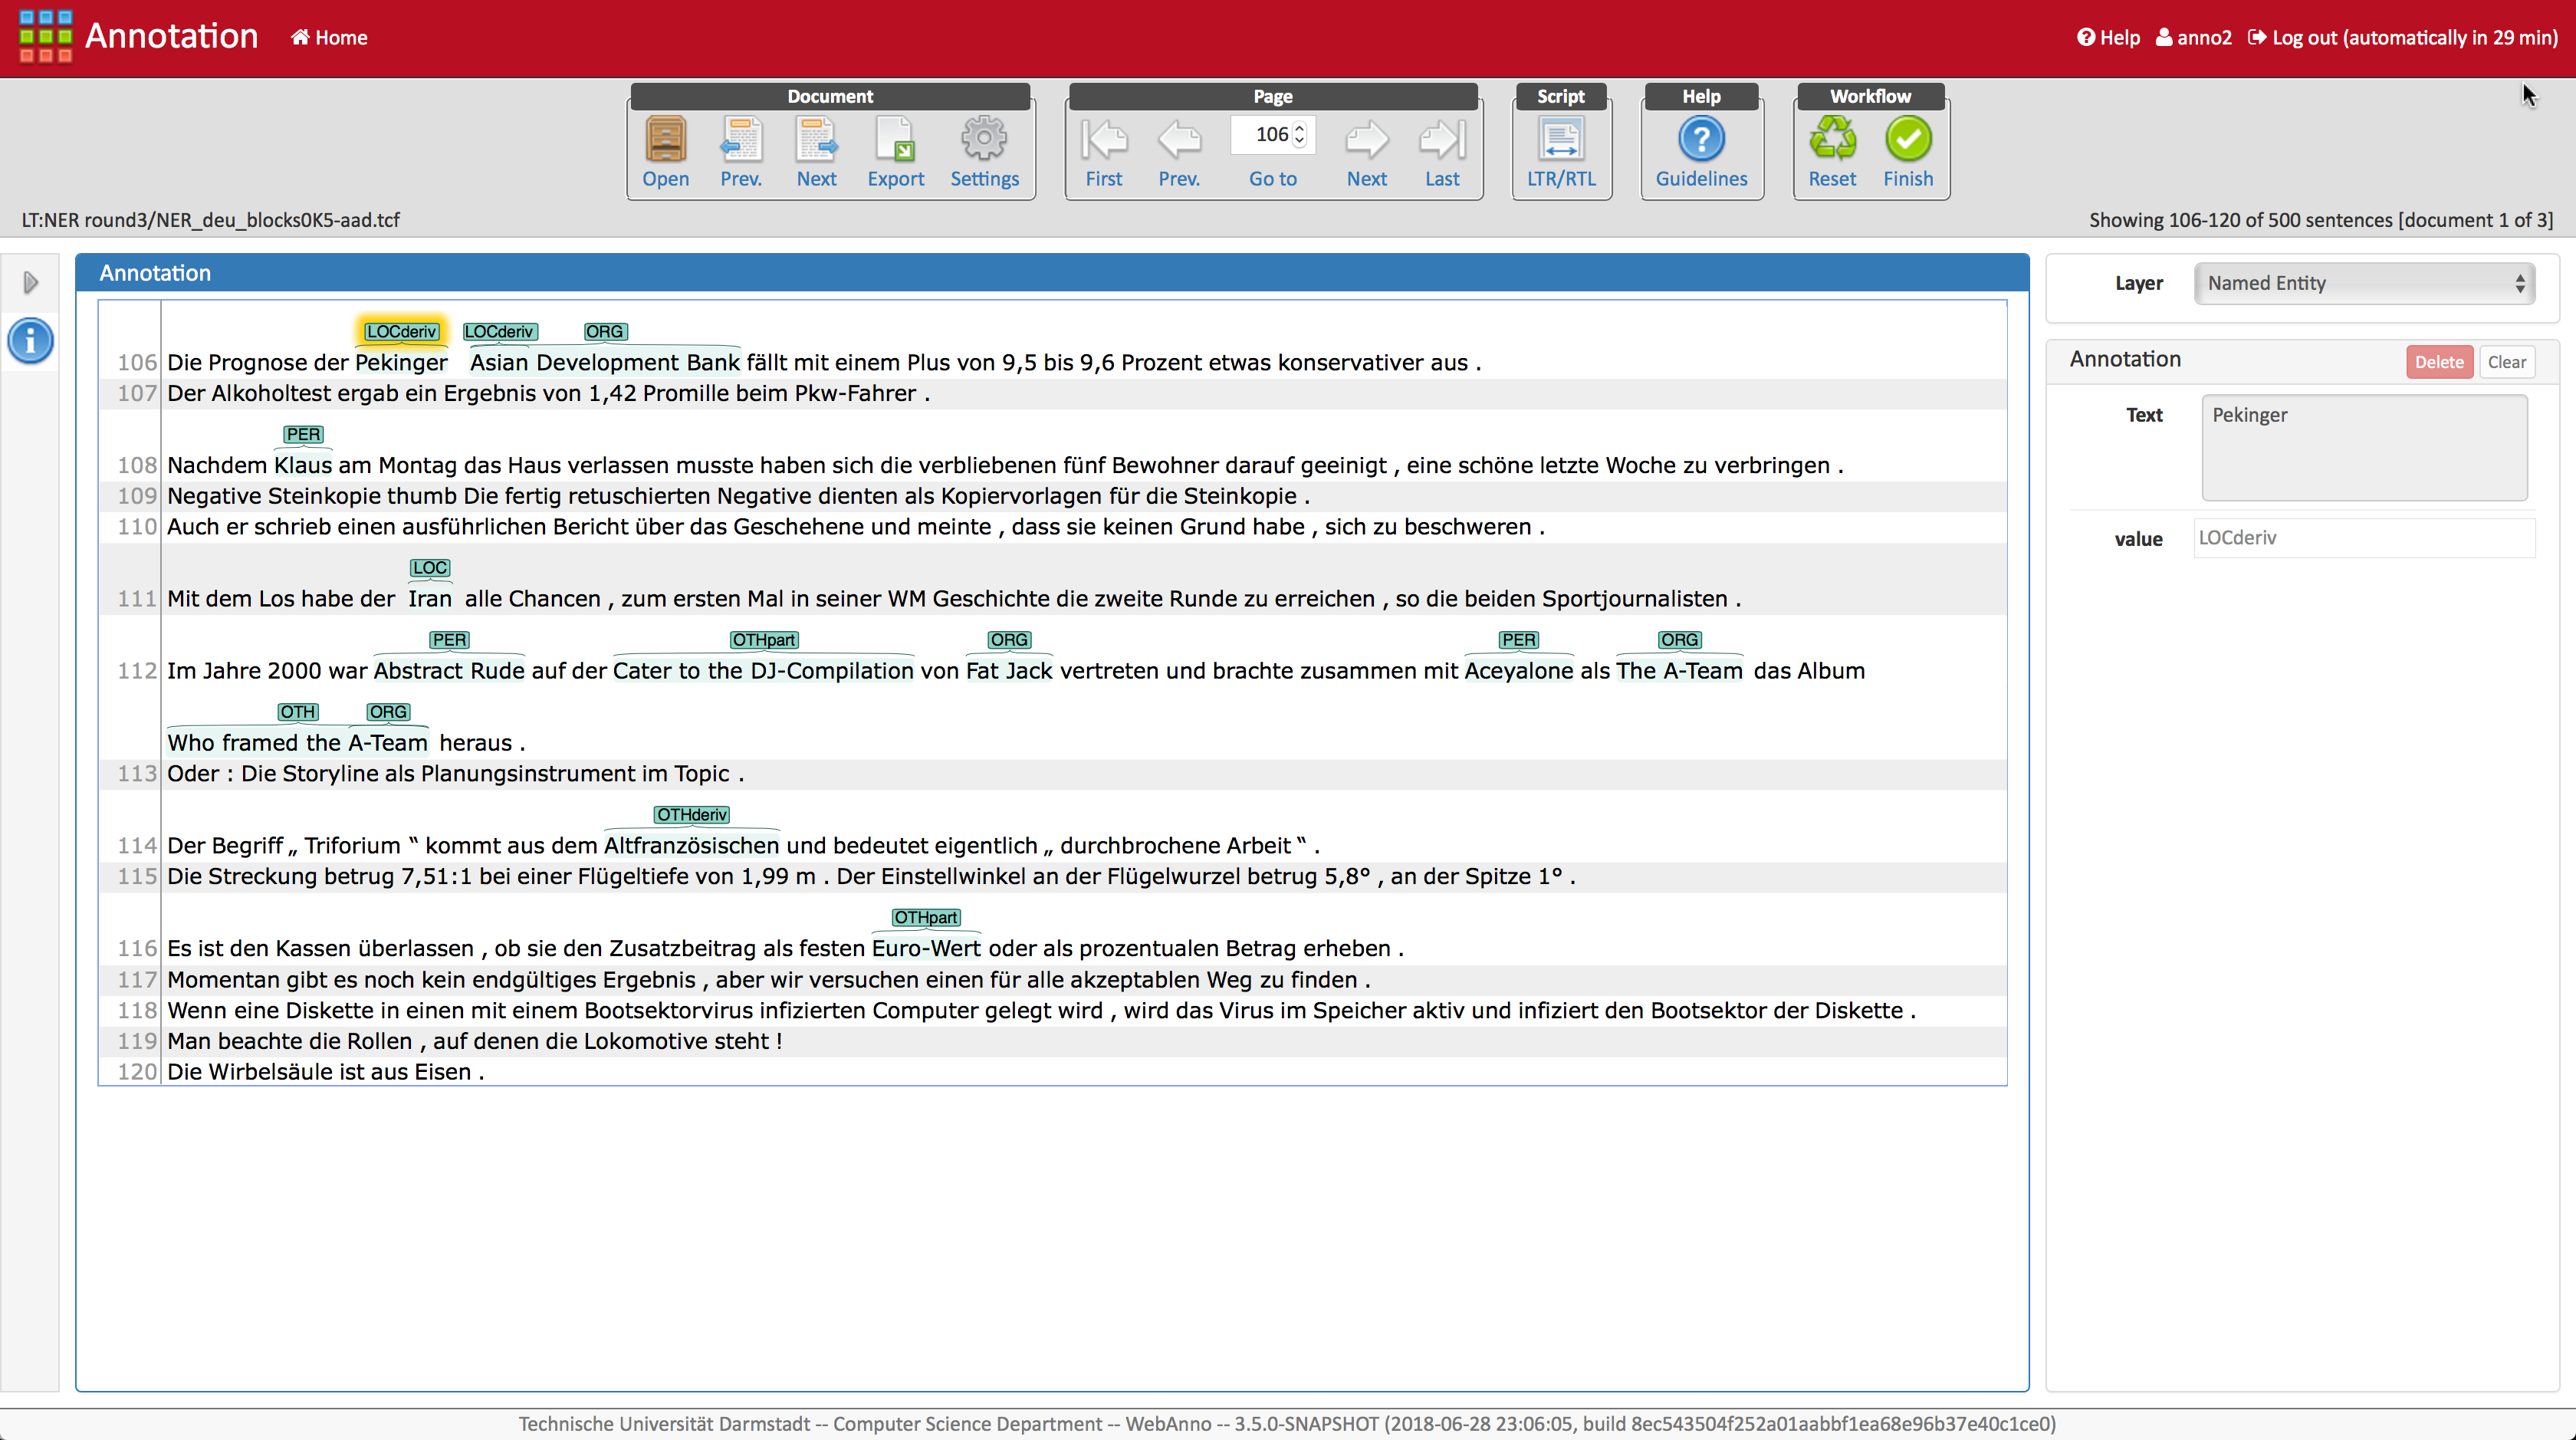 Annotation Home Help anno2 Log out (automatically in 29 min)
Document Page Script Help Workflow
106
Open Prev. Next Export Settings First Prev. Go to Next Last LTR/RTL Guidelines Reset Finish
LT:NER round3/NER_deu_blocks0K5-aad.tcf Showing 106-120 of 500 sentences [document 1 of 3]
Annotation
LOCderiv LOCderiv ORG
106 Die Prognose der Pekinger Asian Development Bank fällt mit einem Plus von 9,5 bis 9,6 Prozent etwas konservativer aus .
107 Der Alkoholtest ergab ein Ergebnis von 1,42 Promille beim Pkw-Fahrer .
PER
108 Nachdem Klaus am Montag das Haus verlassen musste haben sich die verbliebenen fünf Bewohner darauf geeinigt , eine schöne letzte Woche zu verbringen .
109 Negative Steinkopie thumb Die fertig retuschierten Negative dienten als Kopiervorlagen für die Steinkopie .
110 Auch er schrieb einen ausführlichen Bericht über das Geschehene und meinte , dass sie keinen Grund habe , sich zu beschweren .
LOC
111 Mit dem Los habe der Iran alle Chancen , zum ersten Mal in seiner WM Geschichte die zweite Runde zu erreichen , so die beiden Sportjournalisten .
PER OTHpart ORG PER ORG
112 Im Jahre 2000 war Abstract Rude auf der Cater to the DJ-Compilation von Fat Jack vertreten und brachte zusammen mit Aceyalone als The A-Team das Album
OTH ORG
Who framed the A-Team heraus .
113 Oder : Die Storyline als Planungsinstrument im Topic .
OTHderiv
114 Der Begriff „ Triforium “ kommt aus dem Altfranzösischen und bedeutet eigentlich „ durchbrochene Arbeit “ .
115 Die Streckung betrug 7,51:1 bei einer Flügeltiefe von 1,99 m . Der Einstellwinkel an der Flügelwurzel betrug 5,8° , an der Spitze 1° .
OTHpart
116 Es ist den Kassen überlassen , ob sie den Zusatzbeitrag als festen Euro-Wert oder als prozentualen Betrag erheben .
117 Momentan gibt es noch kein endgültiges Ergebnis , aber wir versuchen einen für alle akzeptablen Weg zu finden .
118 Wenn eine Diskette in einen mit einem Bootsektorvirus infizierten Computer gelegt wird , wird das Virus im Speicher aktiv und infiziert den Bootsektor der Diskette .
119 Man beachte die Rollen , auf denen die Lokomotive steht !
120 Die Wirbelsäule ist aus Eisen .
Layer Named Entity
Annotation Delete Clear
Text Pekinger
value LOCderiv
Technische Universität Darmstadt -- Computer Science Department -- WebAnno -- 3.5.0-SNAPSHOT (2018-06-28 23:06:05, build 8ec543504f252a01aabbf1ea68e96b37e40c1ce0)